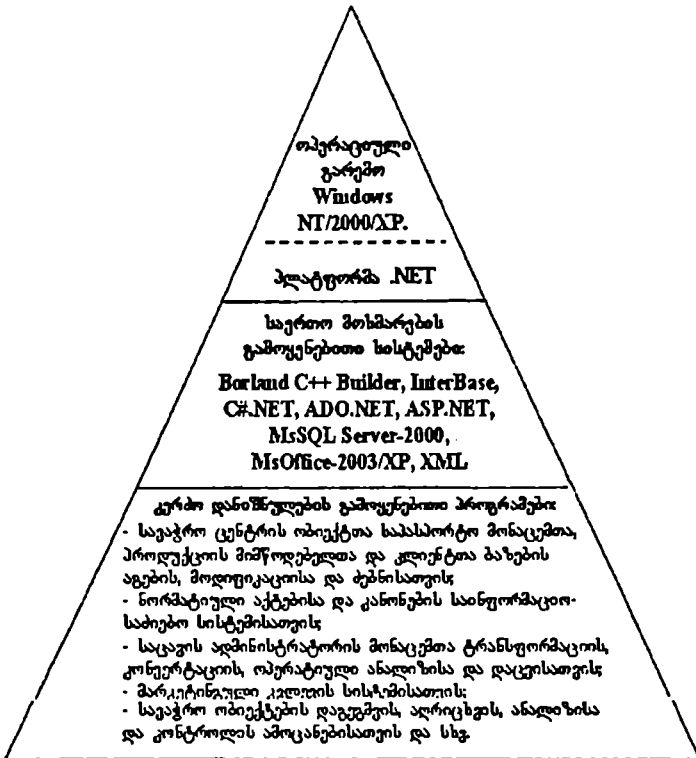 ოპერაციული
გარემო
Windows
NT/2000/XP.
პლატფორმა .NET
საერთო მოხმარების
გამოყენებითი სისტემები:
Borland C++ Builder, InterBase,
C#.NET, ADO.NET, ASP.NET,
MsSQL Server-2000,
MsOffice-2003/XP, XML
კერძო დანიშნულების გამოყენებითი პროგრამები:
- სავაჭრო ცენტრის ობიექტთა საპასპორტო მონაცემთა,
პროდუქციის მიმწოდებელთა და კლიენტთა ბაზების
აგების, მოდიფიკაციისა და ძებნისათვის;
- ნორმატიული აქტებისა და კანონების საინფორმაციო-
საძიებო სისტემისათვის;
- საცავის ადმინისტრატორის მონაცემთა ტრანსფორმაციის,
კონვერტაციის, ოპერატიული ანალიზისა და დაცვისათვის;
- მარკეტინგული კვლევის სისტემისათვის;
- სავაჭრო ობიექტების დაგეგმვის, აღრიცხვის, ანალიზისა
და კონტროლის ამოცანებისათვის და სხვ.